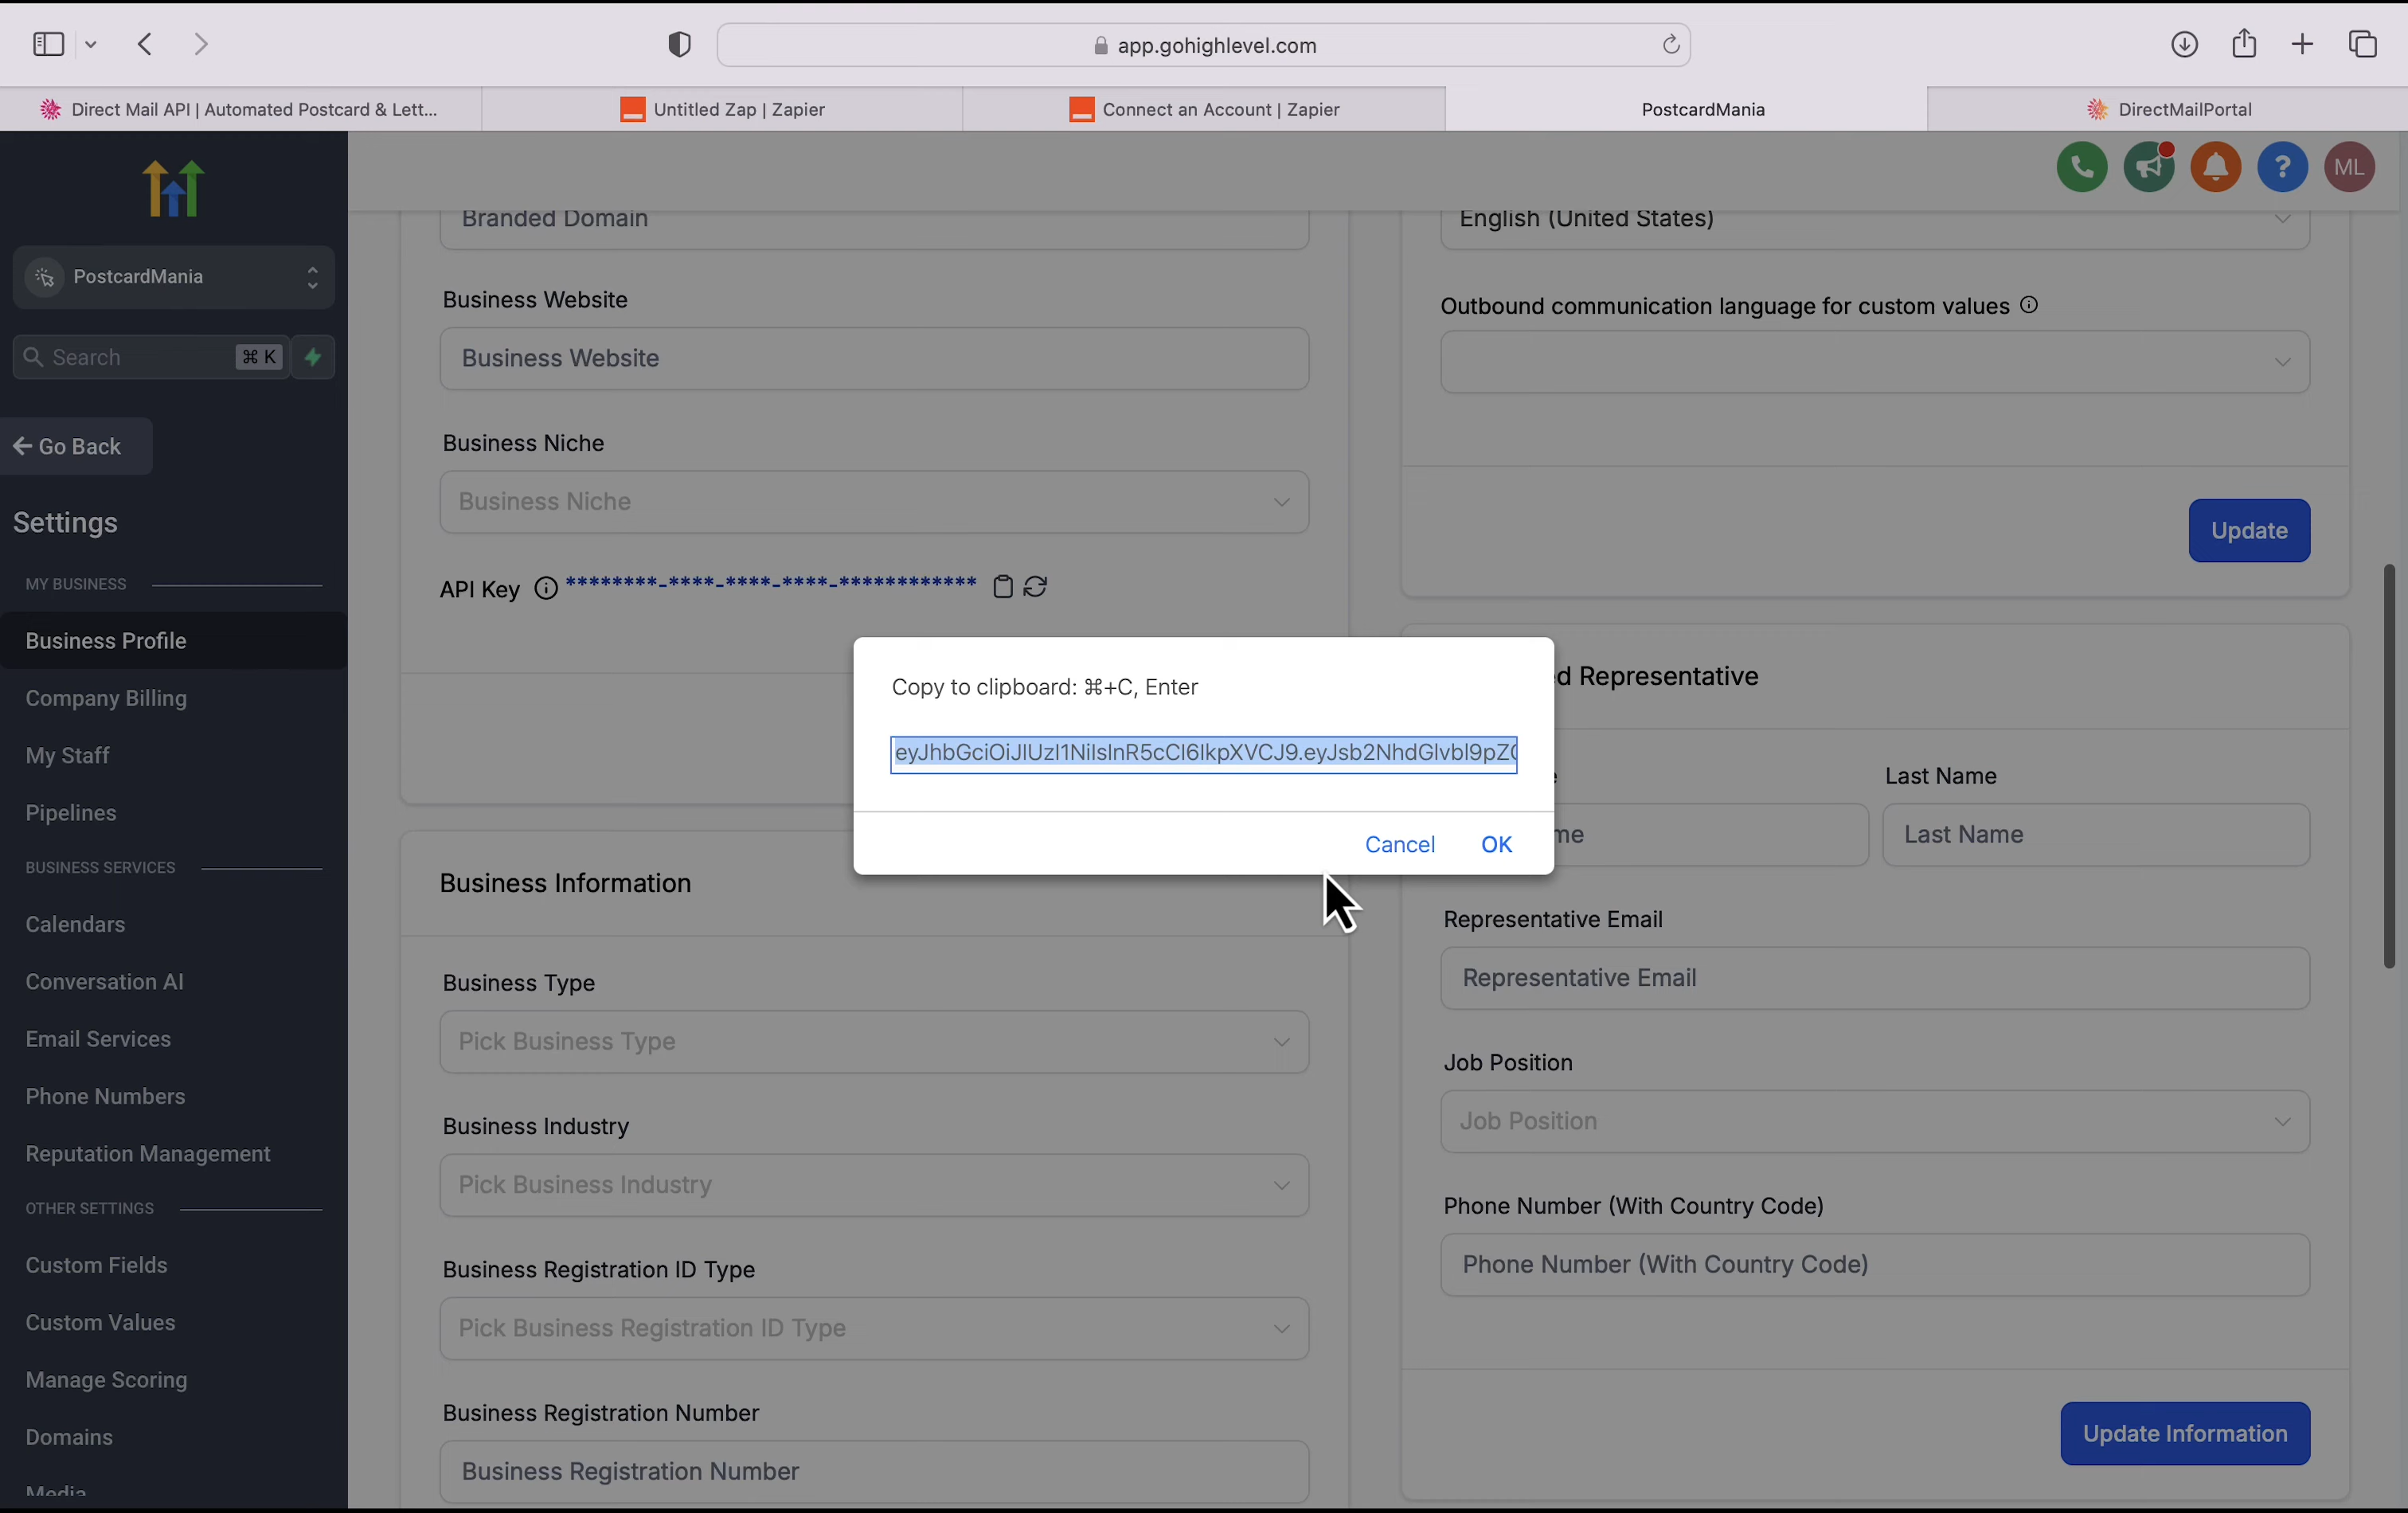 app.gohighlevel.com
Direct Mail API | Automated Postcard & Lett...
Untitled Zap | Zapier
Connect an Account | Zapier
PostcardMania
DirectMailPortal
?
ML
PostcardMania
Search
⌘ K
Go Back
Settings
MY BUSINESS
Business Profile
Company Billing
My Staff
Pipelines
BUSINESS SERVICES
Calendars
Conversation AI
Email Services
Phone Numbers
Reputation Management
OTHER SETTINGS
Custom Fields
Custom Values
Manage Scoring
Domains
Media
Branded Domain
Business Website
Business Website
Business Niche
Business Niche
API Key ********-****-****-****-************
English (United States)
Outbound communication language for custom values
Update
Copy to clipboard: ⌘+C, Enter
eyJhbGciOiJIUzI1NiIsInR5cCI6IkpXVCJ9.eyJsb2NhdGlvbl9pZ
Cancel
OK
d Representative
Last Name
me
Last Name
Representative Email
Representative Email
Job Position
Job Position
Phone Number (With Country Code)
Phone Number (With Country Code)
Update Information
Business Information
Business Type
Pick Business Type
Business Industry
Pick Business Industry
Business Registration ID Type
Pick Business Registration ID Type
Business Registration Number
Business Registration Number